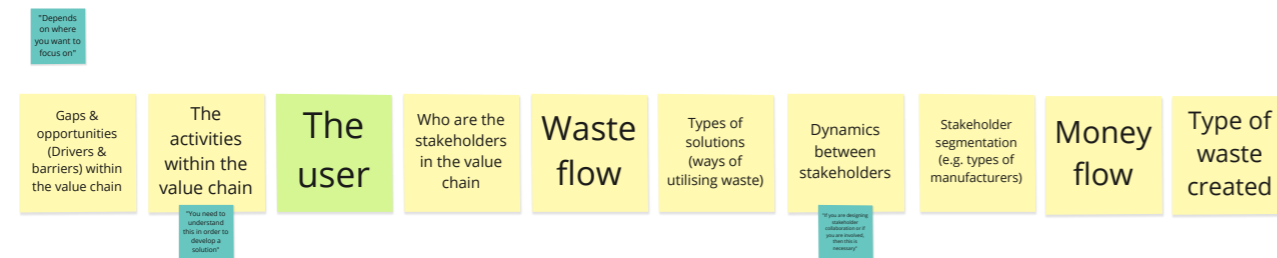 "Depends
on where
you want to
focus on"
Gaps &
opportunities
(Drivers &
barriers) within
the value chain
The
activities
within the
value chain
"You need to
understand
this in order to
develop a
solution"
The
user
Who are the
stakeholders
in the value
chain
Waste
flow
Types of
solutions
(ways of
utilising waste)
Dynamics
between
stakeholders
"If you are designing
stakeholder
collaboration or if
you are involved,
then this is
necessary"
Stakeholder
segmentation
(e.g. types of
manufacturers)
Money
flow
Type of
waste
created